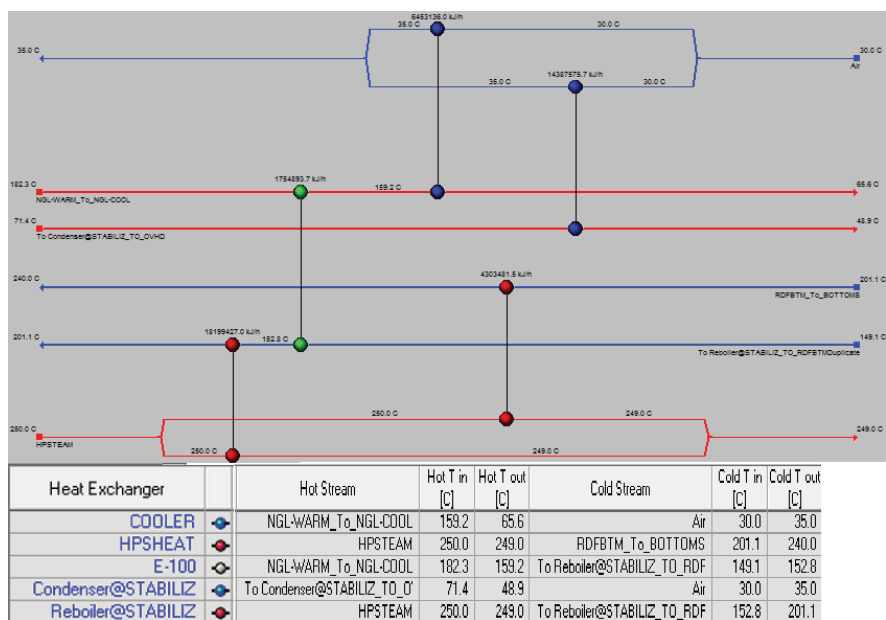 6453136.0 kJ/h
35.0 C
30.0 C
35.0 C
30.0 C
14387575.7 kJ/h
Air
35.0 C
30.0 C
1754893.7 kJ/h
182.3 C
159.2 C
65.6 C
NGL-WARM_To_NGL-COOL
71.4 C
48.9 C
To Condenser@STABILIZ_TO_OVHD
4303481.5 kJ/h
240.0 C
201.1 C
RDFBTM_To_BOTTOMS
18199427.0 kJ/h
201.1 C
152.8 C
149.1 C
To Reboiler@STABILIZ_TO_RDFBTMDuplicate
250.0 C
249.0 C
250.0 C
249.0 C
HPSTEAM
250.0 C
249.0 C
Heat Exchanger Hot Stream Hot T in [C] Hot T out [C] Cold Stream Cold T in [C] Cold T out [C]
COOLER NGL-WARM_To_NGL-COOL 159.2 65.6 Air 30.0 35.0
HPSHEAT HPSTEAM 250.0 249.0 RDFBTM_To_BOTTOMS 201.1 240.0
E-100 NGL-WARM_To_NGL-COOL 182.3 159.2 To Reboiler@STABILIZ_TO_RDF 149.1 152.8
Condenser@STABILIZ To Condenser@STABILIZ_TO_O' 71.4 48.9 Air 30.0 35.0
Reboiler@STABILIZ HPSTEAM 250.0 249.0 To Reboiler@STABILIZ_TO_RDF 152.8 201.1